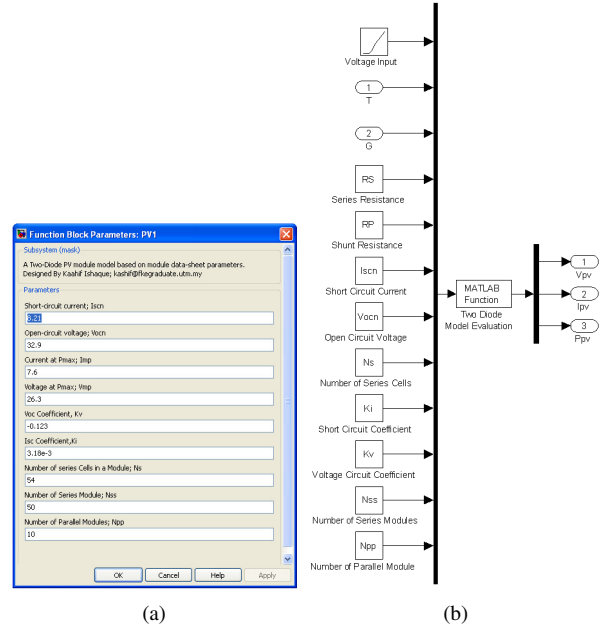 Function Block Parameters: PV1
Subsystem (mask)
A Two-Diode PV module model based on module data-sheet parameters.
Designed By Kaahif Ishaque; kashif@fkegraduate.utm.my
Parameters
Short-circuit current; Iscn
8.21
Open-circuit voltage; Vocn
32.9
Current at Pmax; Imp
7.6
Voltage at Pmax; Vmp
26.3
Voc Coefficient, Kv
-0.123
Isc Coefficient,Ki
3.18e-3
Number of series Cells in a Module; Ns
54
Number of Series Module; Nss
50
Number of Parallel Modules; Npp
10
OK
Cancel
Help
Apply
(a)
Voltage Input
1
T
2
G
RS
Series Resistance
RP
Shunt Resistance
Iscn
Short Circuit Current
Vocn
Open Circuit Voltage
Ns
Number of Series Cells
Ki
Short Circuit Coefficient
Kv
Voltage Circuit Coefficient
Nss
Number of Series Modules
Npp
Number of Parallel Module
MATLAB
Function
Two Diode
Model Evaluation
1
Vpv
2
Ipv
3
Ppv
(b)